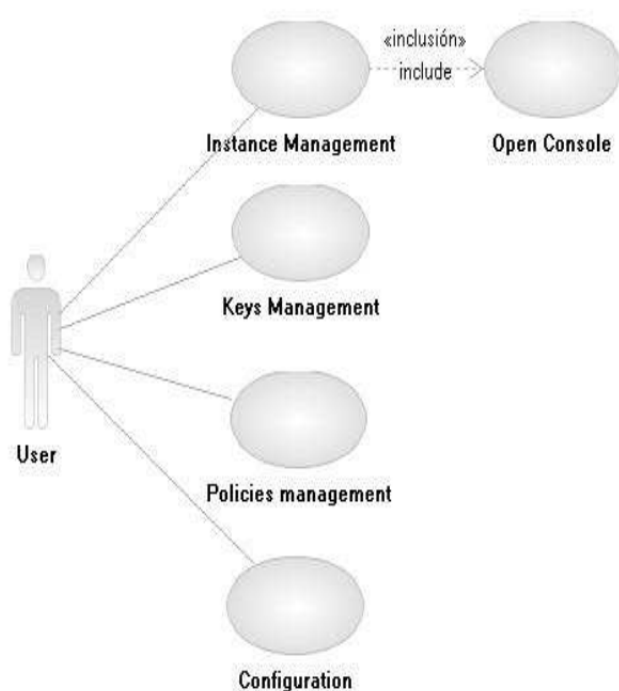 «inclusión»
include
Instance Management
Open Console
Keys Management
User
Policies management
Configuration